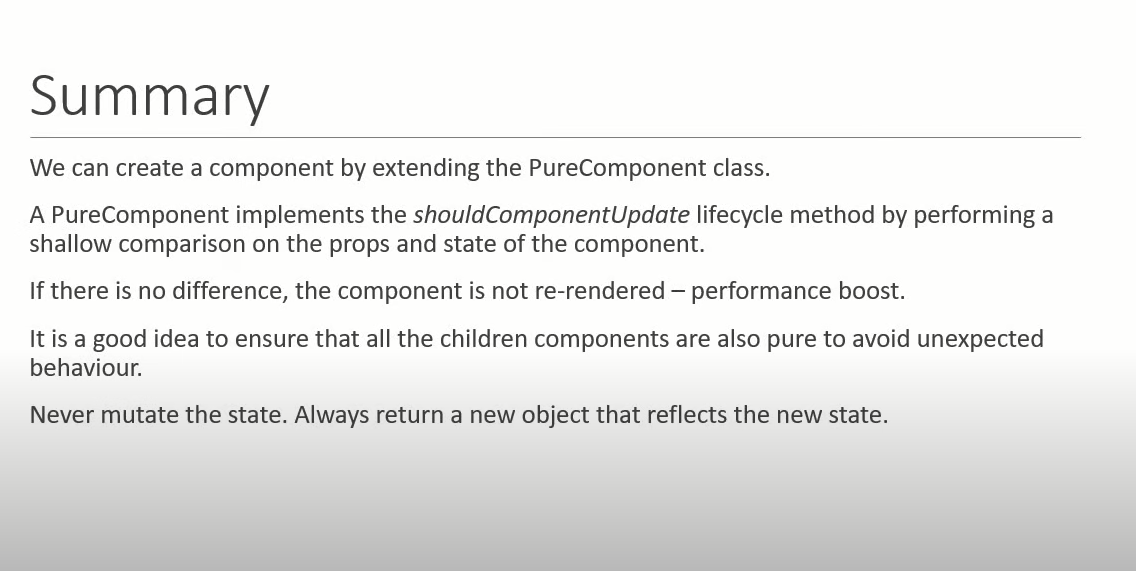 Summary
We can create a component by extending the PureComponent class.
A PureComponent implements the shouldComponentUpdate lifecycle method by performing a
shallow comparison on the props and state of the component.
If there is no difference, the component is not re-rendered – performance boost.
It is a good idea to ensure that all the children components are also pure to avoid unexpected
behaviour.
Never mutate the state. Always return a new object that reflects the new state.